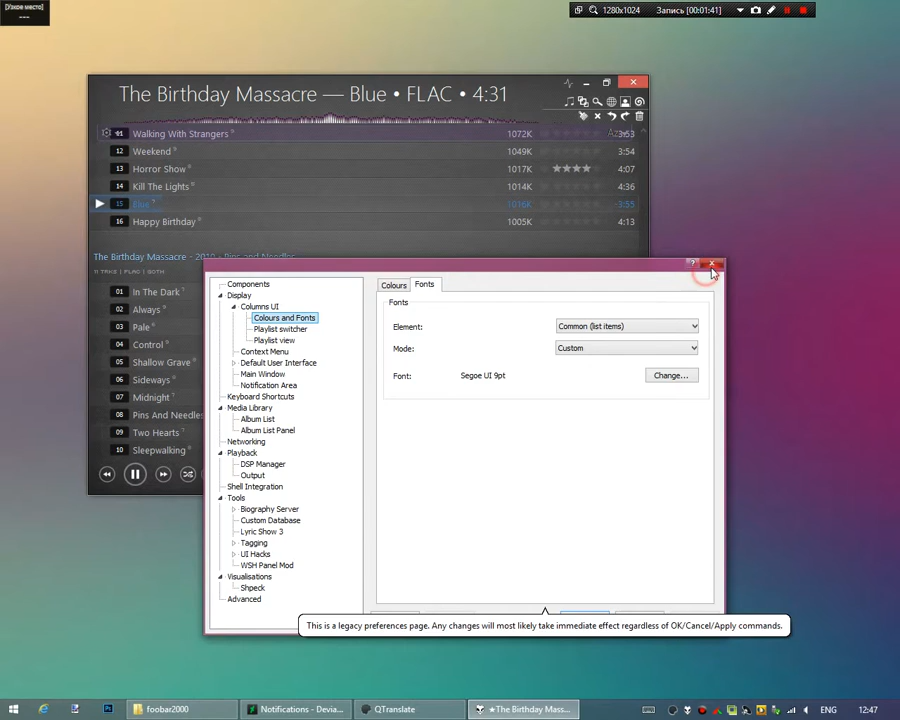 [Узкое место]
---
1280x1024
Запись [00:01:41]
The Birthday Massacre — Blue • FLAC • 4:31
11 Walking With Strangers 1072K 3:53
12 Weekend 1049K 3:54
13 Horror Show 1017K ★★★★ 4:07
14 Kill The Lights 1014K 4:36
15 Blue 1016K -3:55
16 Happy Birthday 1005K 4:13
The Birthday Massacre - 2010 - Pins and Needles
01 In The Dark
02 Always
03 Pale
04 Control
05 Shallow Grave
06 Sideways
07 Midnight
08 Pins And Needles
09 Two Hearts
10 Sleepwalking
Components
Display
Columns UI
Colours and Fonts
Playlist switcher
Playlist view
Context Menu
Default User Interface
Main Window
Notification Area
Keyboard Shortcuts
Media Library
Album List
Album List Panel
Networking
Playback
DSP Manager
Output
Shell Integration
Tools
Biography Server
Custom Database
Lyric Show 3
Tagging
UI Hacks
WSH Panel Mod
Visualisations
Shpeck
Advanced
Colours Fonts
Fonts
Element: Common (list items)
Mode: Custom
Font: Segoe UI 9pt Change...
This is a legacy preferences page. Any changes will most likely take immediate effect regardless of OK/Cancel/Apply commands.
foobar2000
Notifications - Devia...
QTranslate
★The Birthday Mass...
ENG
12:47